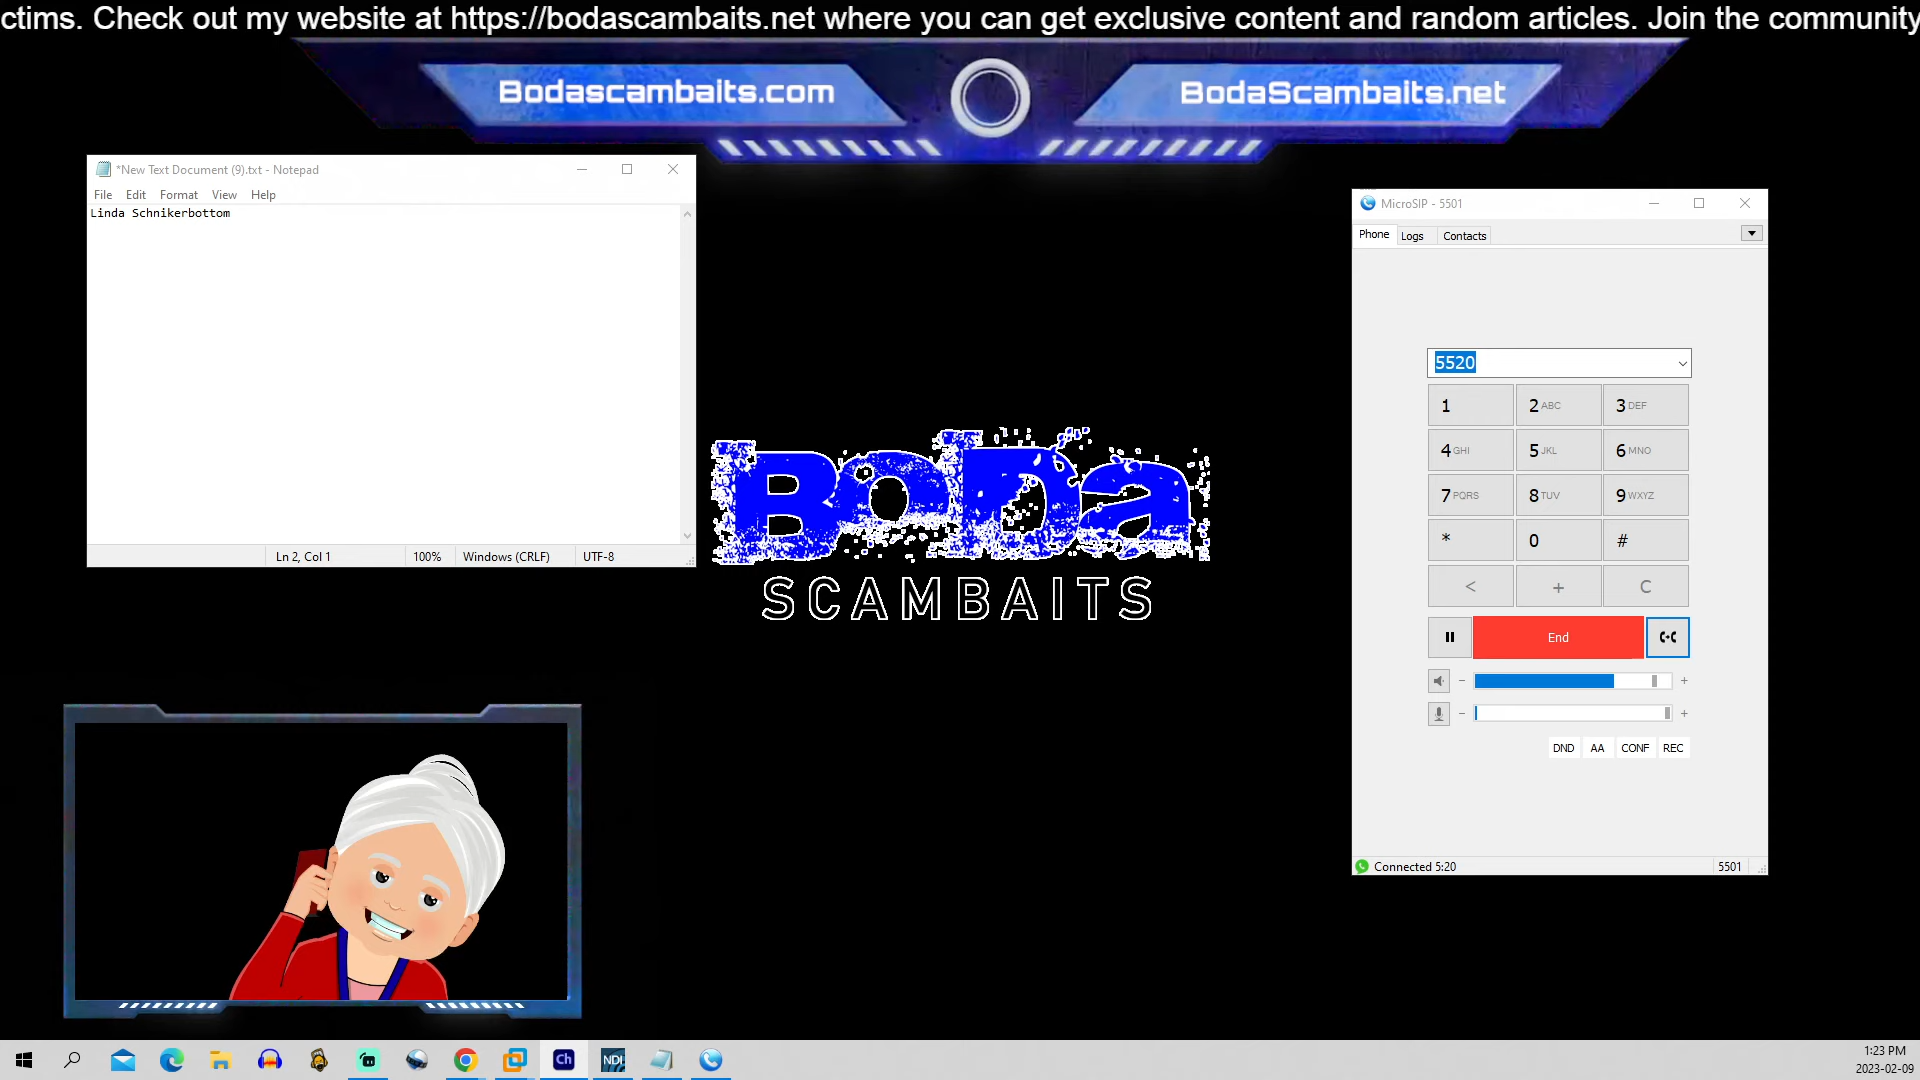 ctims. Check out my website at https://bodascambaits.net where you can get exclusive content and random articles. Join the community
Bodascambaits.com
BodaScambaits.net
*New Text Document (9).txt - Notepad
File Edit Format View Help
Linda Schnikerbottom
Ln 2, Col 1 100% Windows (CRLF) UTF-8
BoDa
SCAMBAITS
MicroSIP - 5501
Phone Logs Contacts
5520
1 2 ABC 3 DEF
4 GHI 5 JKL 6 MNO
7 PQRS 8 TUV 9 WXYZ
* 0 #
< + C
End
- +
- +
DND AA CONF REC
Connected 5:20 5501
Ch NDI
1:23 PM
2023-02-09